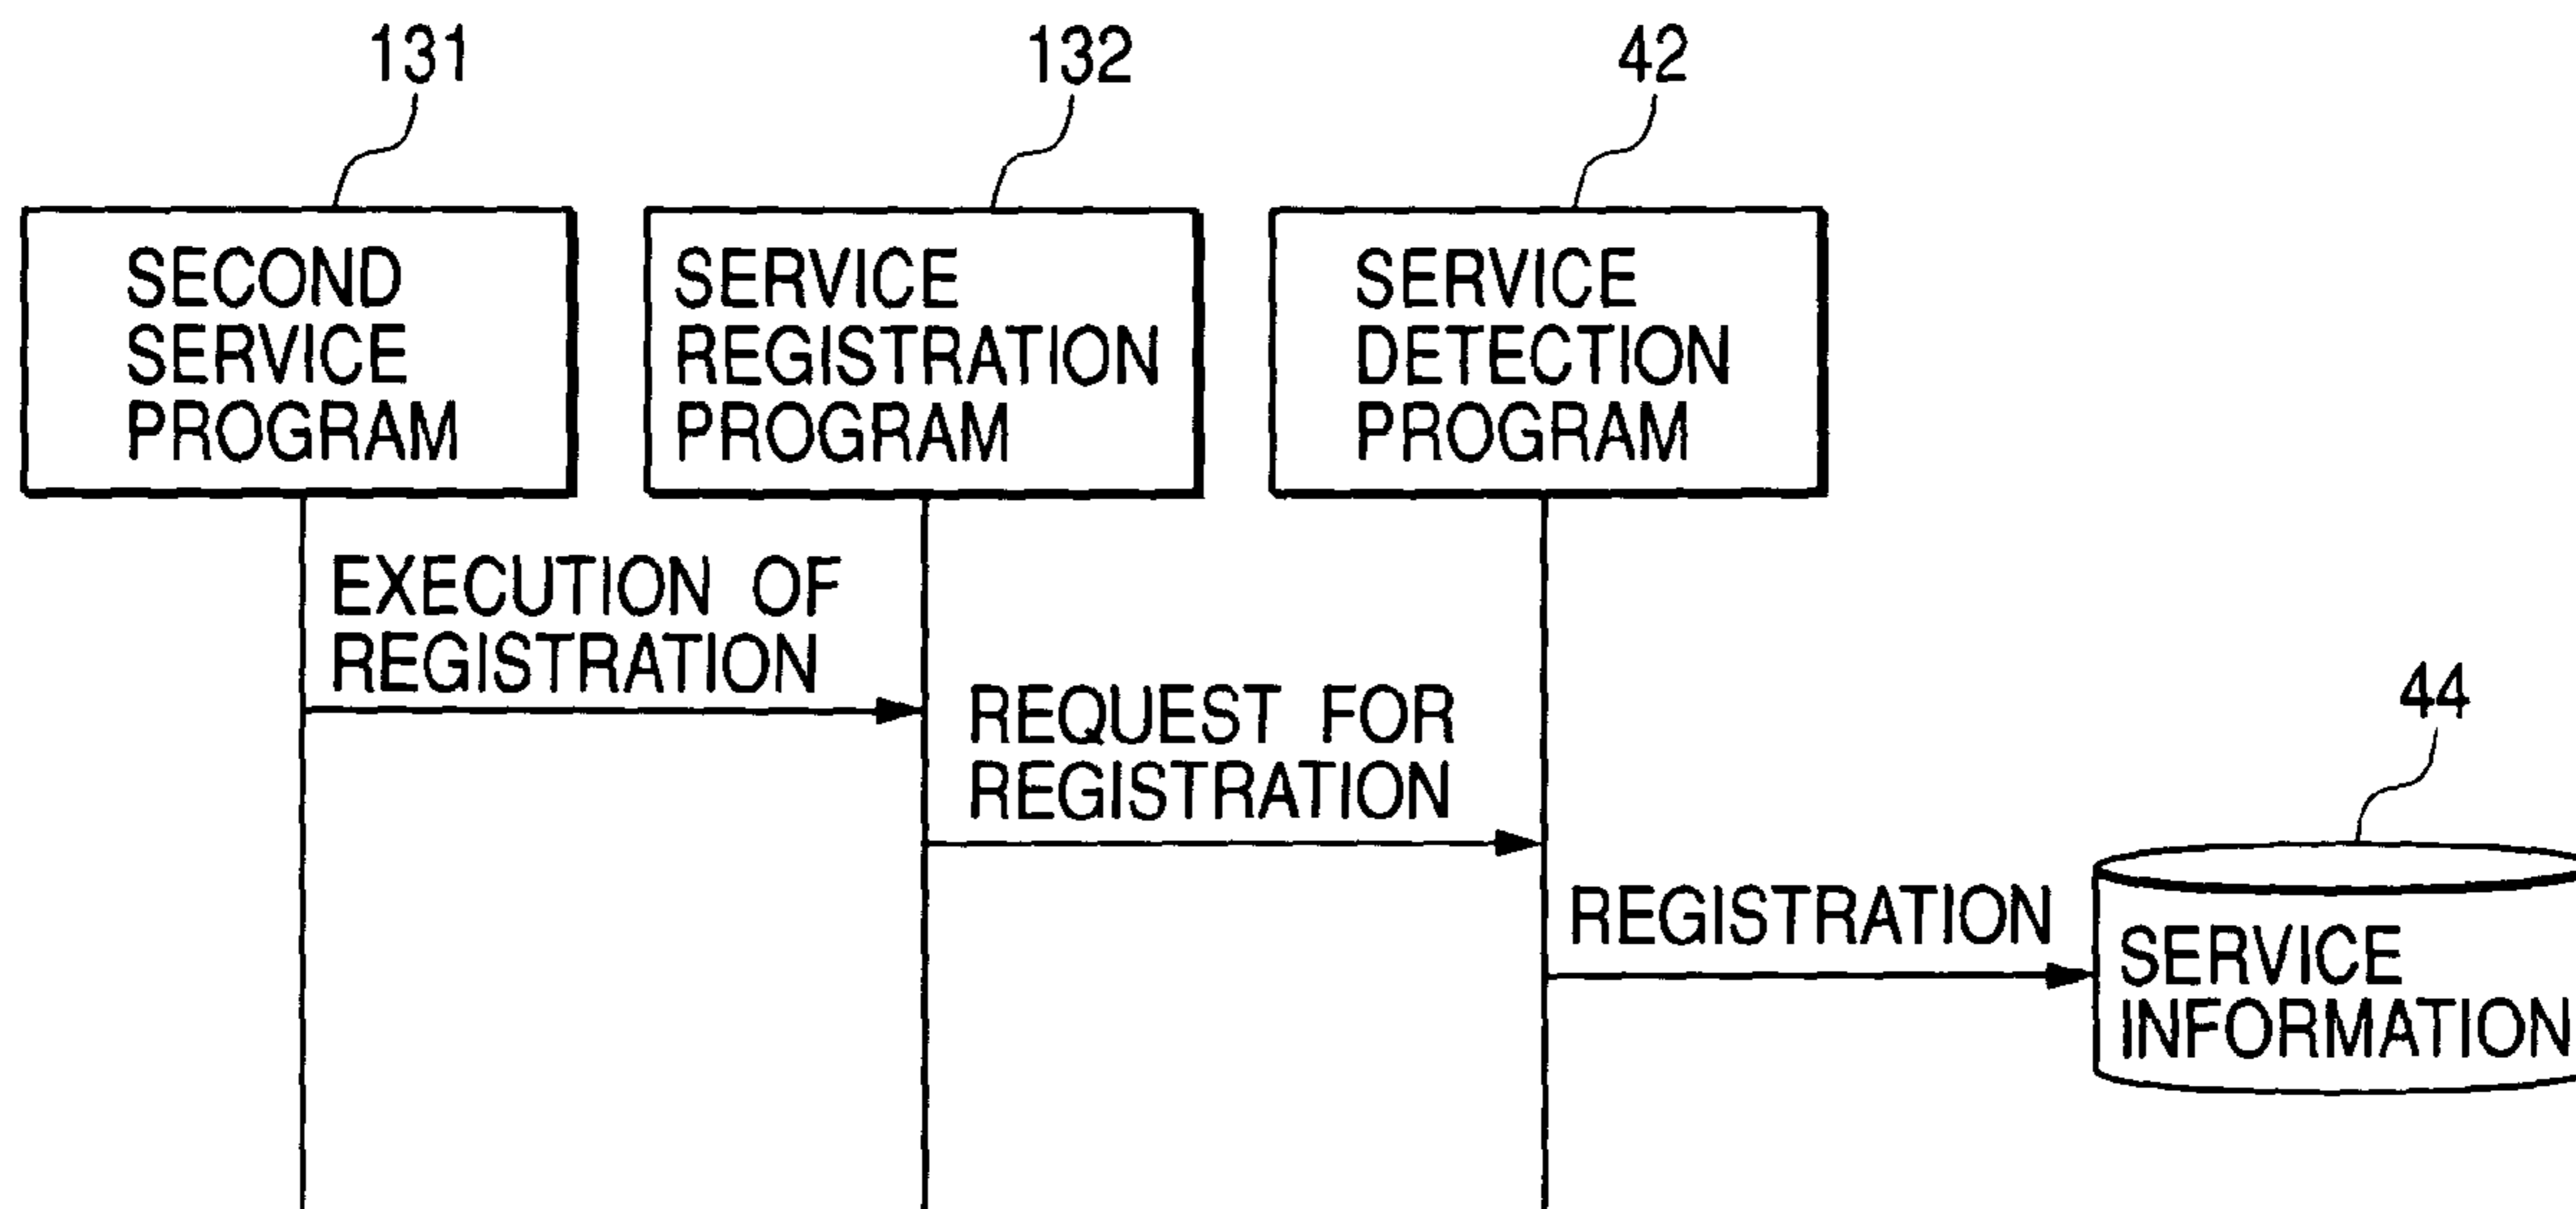 131
132
42
SECOND
SERVICE
PROGRAM
SERVICE
REGISTRATION
PROGRAM
SERVICE
DETECTION
PROGRAM
EXECUTION OF
REGISTRATION
REQUEST FOR
REGISTRATION
44
REGISTRATION
SERVICE
INFORMATION